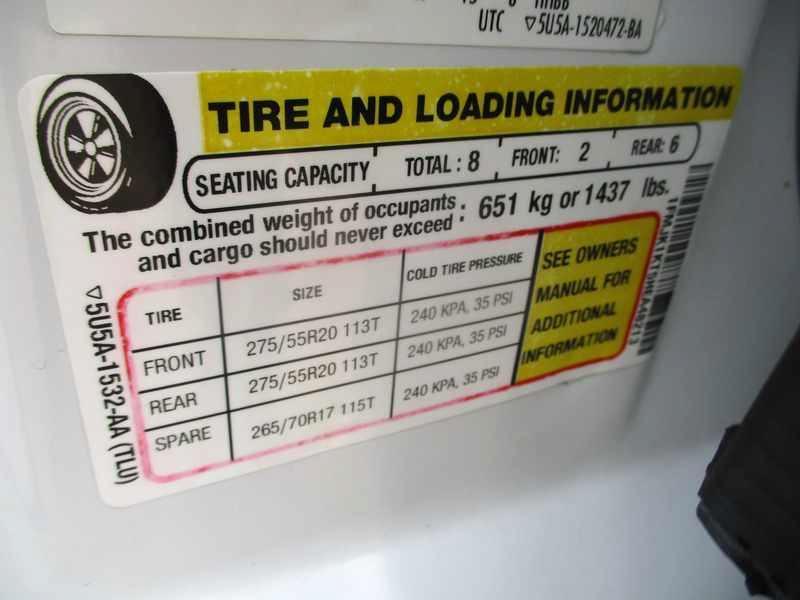 UTC ▽5U5A-1520472-BA
TIRE AND LOADING INFORMATION
SEATING CAPACITY TOTAL : 8 FRONT: 2 REAR: 6
The combined weight of occupants
and cargo should never exceed : 651 kg or 1437 lbs.
TIRE SIZE COLD TIRE PRESSURE
FRONT 275/55R20 113T 240 KPA, 35 PSI
REAR 275/55R20 113T 240 KPA, 35 PSI
SPARE 265/70R17 115T 240 KPA, 35 PSI
SEE OWNERS
MANUAL FOR
ADDITIONAL
INFORMATION
▽5U5A-1532-AA (TLU)